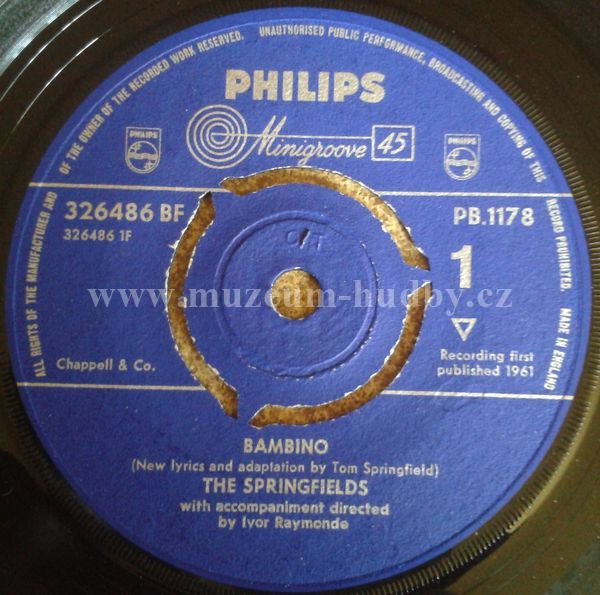 ALL RIGHTS OF THE MANUFACTURER AND OF THE OWNER OF THE RECORDED WORK RESERVED. UNAUTHORISED PUBLIC PERFORMANCE, BROADCASTING AND COPYING OF THIS RECORD PROHIBITED. MADE IN ENGLAND
PHILIPS
Minigroove 45
PHILIPS
PHILIPS
326486 BF
PB.1178
326486 1F
O/T
1
www.muzeum-hudby.cz
Chappell & Co.
Recording first
published 1961
BAMBINO
(New lyrics and adaptation by Tom Springfield)
THE SPRINGFIELDS
with accompaniment directed
by Ivor Raymonde